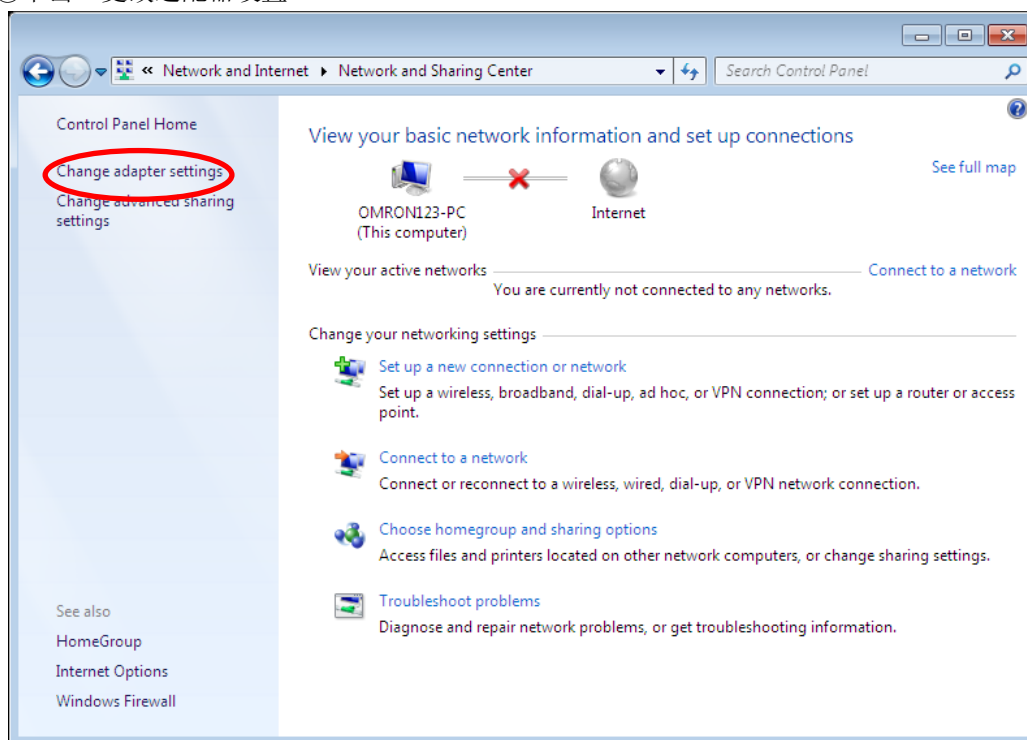 « Network and Internet ▸ Network and Sharing Center
Search Control Panel
Control Panel Home
Change adapter settings
Change advanced sharing
settings
View your basic network information and set up connections
See full map
OMRON123-PC
(This computer)
Internet
View your active networks
Connect to a network
You are currently not connected to any networks.
Change your networking settings
Set up a new connection or network
Set up a wireless, broadband, dial-up, ad hoc, or VPN connection; or set up a router or access
point.
Connect to a network
Connect or reconnect to a wireless, wired, dial-up, or VPN network connection.
Choose homegroup and sharing options
Access files and printers located on other network computers, or change sharing settings.
Troubleshoot problems
Diagnose and repair network problems, or get troubleshooting information.
See also
HomeGroup
Internet Options
Windows Firewall